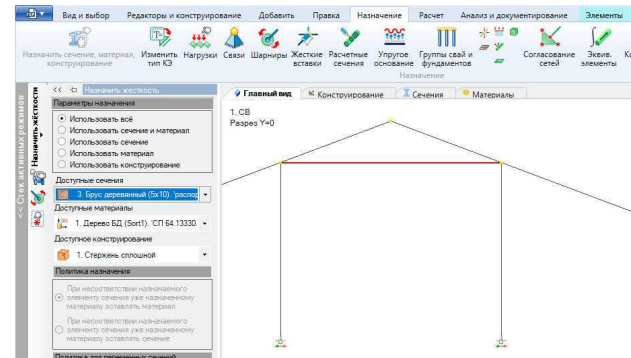 Вид и выбор Редакторы и конструирование Добавить Правка Назначение Расчет Анализ и документирование Элементы
Назначить сечение, материал, конструирование
Изменить тип КЭ
Нагрузки
Связи
Шарниры
Жесткие вставки
Расчетные сечения
Упругое основание
Группы свай и фундаментов
Согласование сетей
Эквив. элементы
Назначение
<< Стек активных режимов
Назначить жёсткости
Назначить жесткость
Параметры назначения
Использовать всё
Использовать сечение и материал
Использовать сечение
Использовать материал
Использовать конструирование
Доступные сечения
3. Брус деревянный (5x10). "распор
Доступные материалы
1. Дерево БД (Sort1). "СП 64.13330.
Доступное конструирование
1. Стержень сплошной
Политика назначения
При несоответствии назначаемого
элементу сечения уже назначенному
материалу оставлять материал
При несоответствии назначаемого
элементу сечения уже назначенному
материалу оставлять сечение
Политика для переменных сечений
Главный вид Конструирование Сечения Материалы
1. СВ
Разрез Y=0